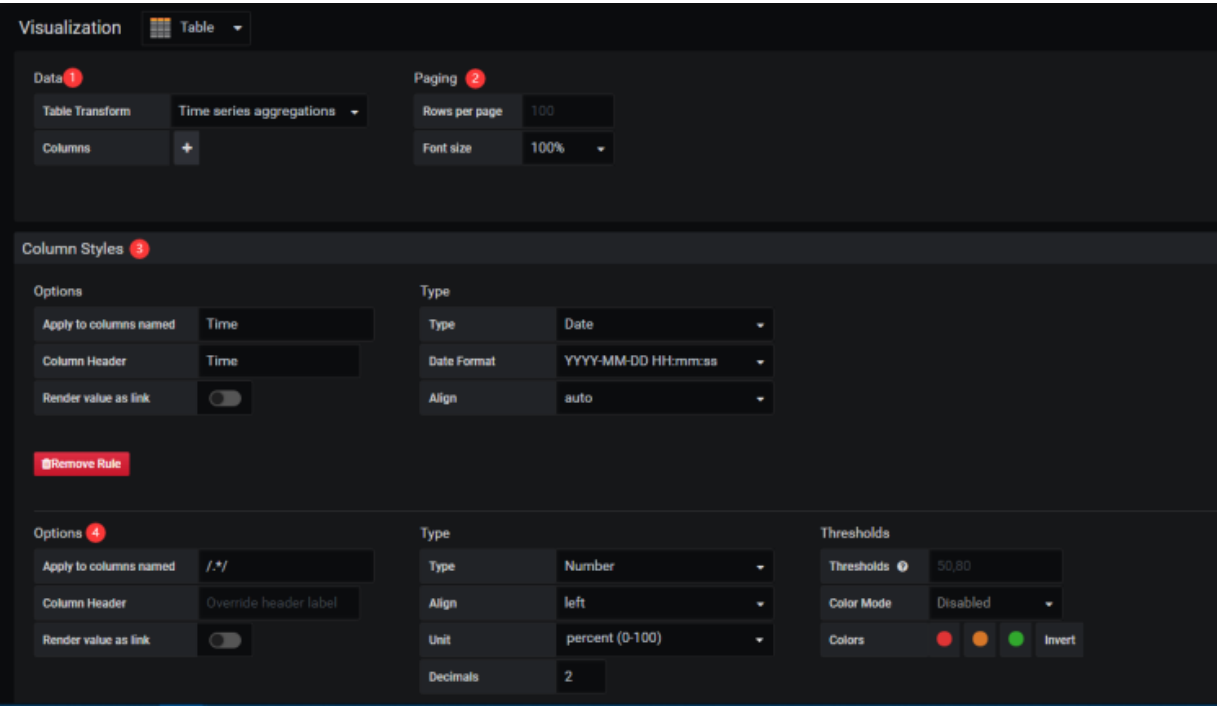 Visualization Table
Data 1 Paging 2
Table Transform Time series aggregations Rows per page 100
Columns + Font size 100%
Column Styles 3
Options Type
Apply to columns named Time Type Date
Column Header Time Date Format YYYY-MM-DD HH:mm:ss
Render value as link Align auto
Remove Rule
Options 4 Type Thresholds
Apply to columns named /.*/ Type Number Thresholds ? 50,80
Column Header Override header label Align left Color Mode Disabled
Render value as link Unit percent (0-100) Colors Invert
Decimals 2